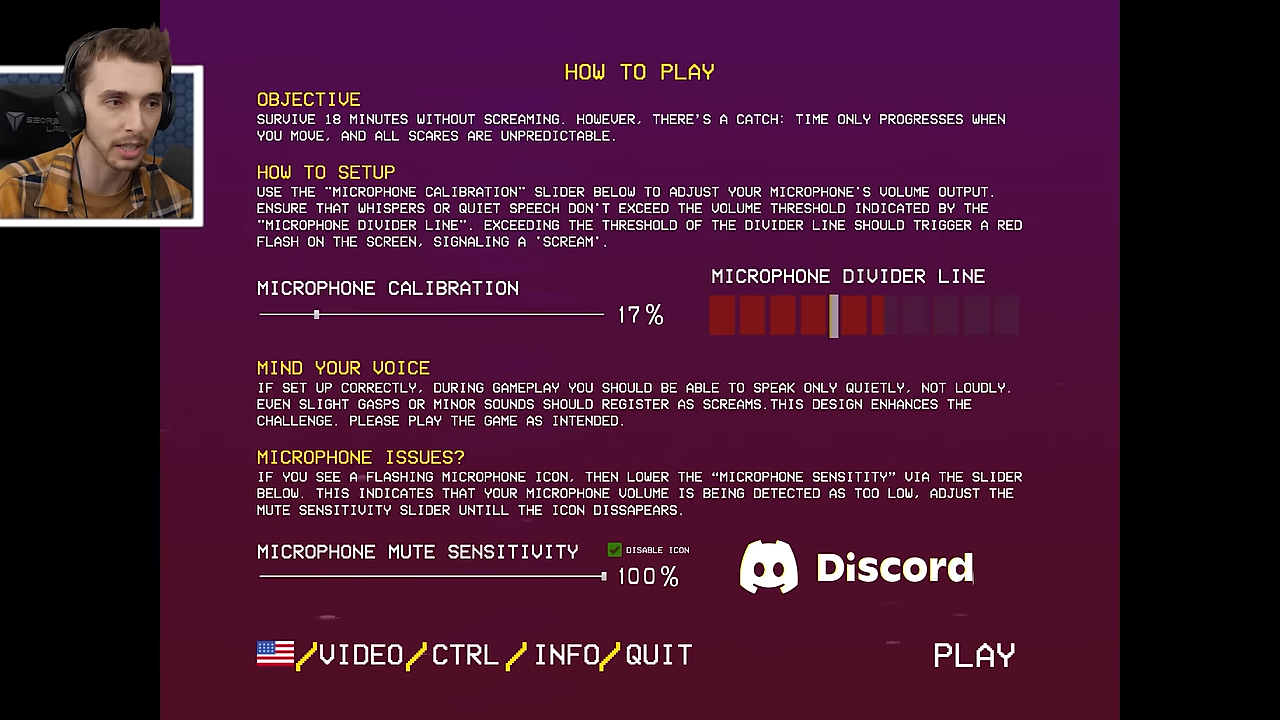 HOW TO PLAY
OBJECTIVE
SURVIVE 18 MINUTES WITHOUT SCREAMING. HOWEVER, THERE'S A CATCH: TIME ONLY PROGRESSES WHEN
YOU MOVE, AND ALL SCARES ARE UNPREDICTABLE.
HOW TO SETUP
USE THE "MICROPHONE CALIBRATION" SLIDER BELOW TO ADJUST YOUR MICROPHONE'S VOLUME OUTPUT.
ENSURE THAT WHISPERS OR QUIET SPEECH DON'T EXCEED THE VOLUME THRESHOLD INDICATED BY THE
"MICROPHONE DIVIDER LINE". EXCEEDING THE THRESHOLD OF THE DIVIDER LINE SHOULD TRIGGER A RED
FLASH ON THE SCREEN, SIGNALING A 'SCREAM'.
MICROPHONE CALIBRATION
17%
MICROPHONE DIVIDER LINE
MIND YOUR VOICE
IF SET UP CORRECTLY, DURING GAMEPLAY YOU SHOULD BE ABLE TO SPEAK ONLY QUIETLY, NOT LOUDLY.
EVEN SLIGHT GASPS OR MINOR SOUNDS SHOULD REGISTER AS SCREAMS.THIS DESIGN ENHANCES THE
CHALLENGE. PLEASE PLAY THE GAME AS INTENDED.
MICROPHONE ISSUES?
IF YOU SEE A FLASHING MICROPHONE ICON, THEN LOWER THE “MICROPHONE SENSITITY” VIA THE SLIDER
BELOW. THIS INDICATES THAT YOUR MICROPHONE VOLUME IS BEING DETECTED AS TOO LOW, ADJUST THE
MUTE SENSITIVITY SLIDER UNTILL THE ICON DISSAPEARS.
MICROPHONE MUTE SENSITIVITY
DISABLE ICON
100%
Discord
/VIDEO/CTRL/INFO/QUIT
PLAY